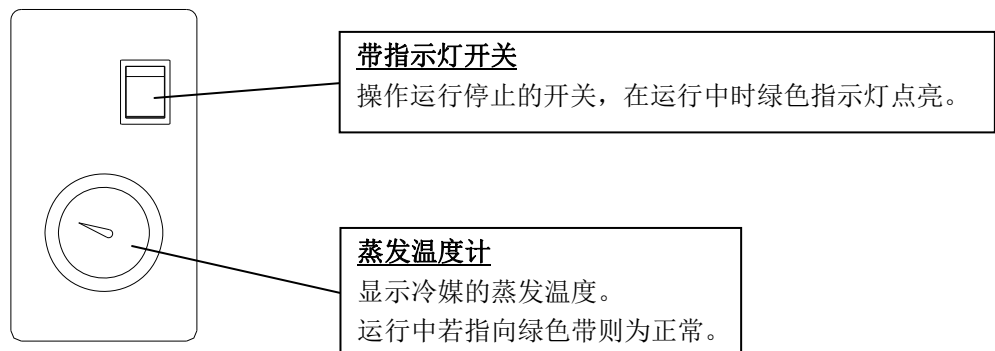 带指示灯开关
操作运行停止的开关，在运行中时绿色指示灯点亮。
蒸发温度计
显示冷媒的蒸发温度。
运行中若指向绿色带则为正常。